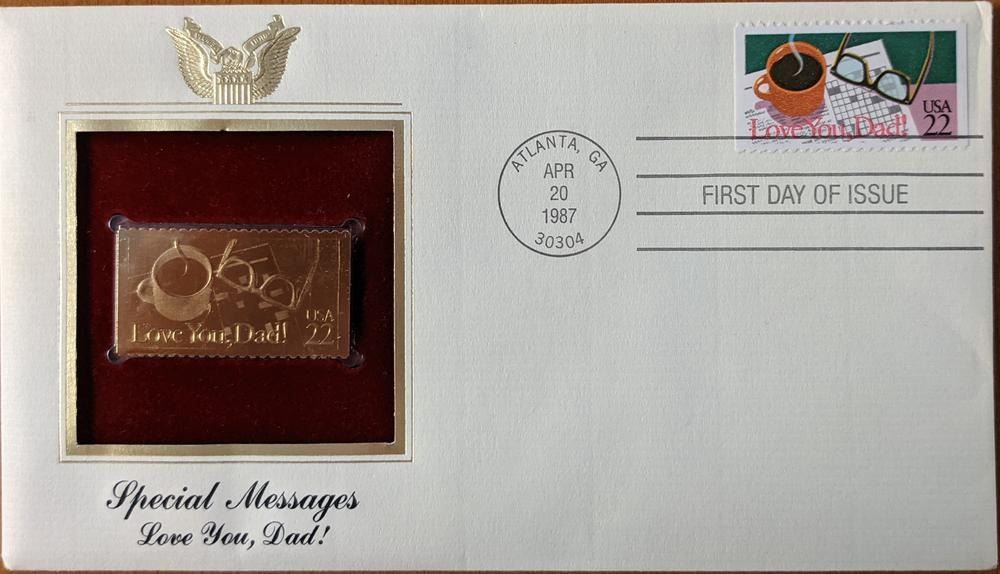 Love You, Dad!
USA
22
ATLANTA, GA
APR
20
1987
30304
FIRST DAY OF ISSUE
Love You, Dad!
USA
22
Special Messages
Love You, Dad!